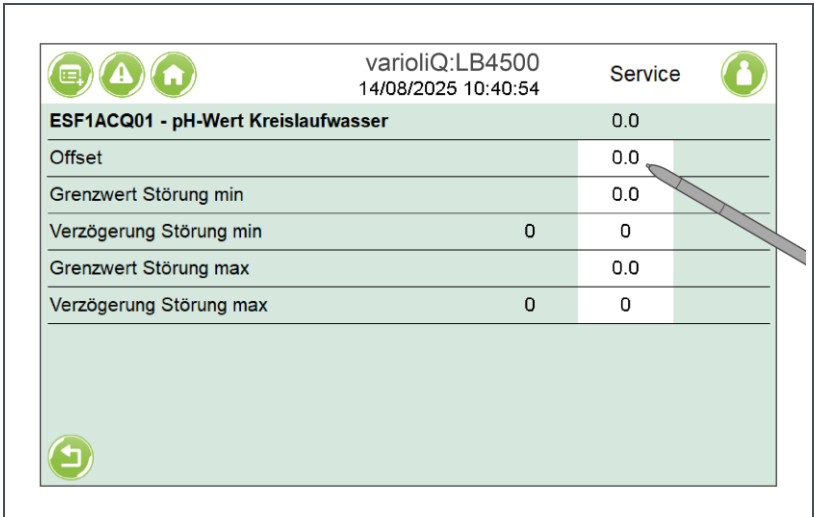 varioliQ:LB4500
14/08/2025 10:40:54
Service
ESF1ACQ01 - pH-Wert Kreislaufwasser 0.0
Offset 0.0
Grenzwert Störung min 0.0
Verzögerung Störung min 0 0
Grenzwert Störung max 0.0
Verzögerung Störung max 0 0